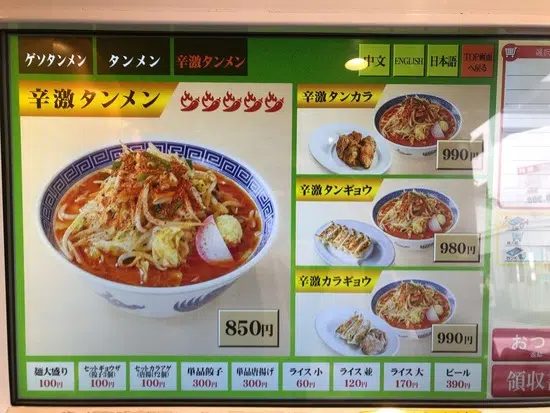 ゲソタンメン
タンメン
辛激タンメン
中文
ENGLISH
日本語
TOP画面
へ戻る
辛激タンメン
850円
辛激タンカラ
990円
辛激タンギョウ
980円
辛激カラギョウ
990円
麺大盛り
100円
セットギョウザ
(餃子3個)
100円
セットカラアゲ
(唐揚げ2個)
100円
単品餃子
300円
単品唐揚げ
300円
ライス 小
60円
ライス 並
120円
ライス 大
170円
ビール
390円
おつ
領収